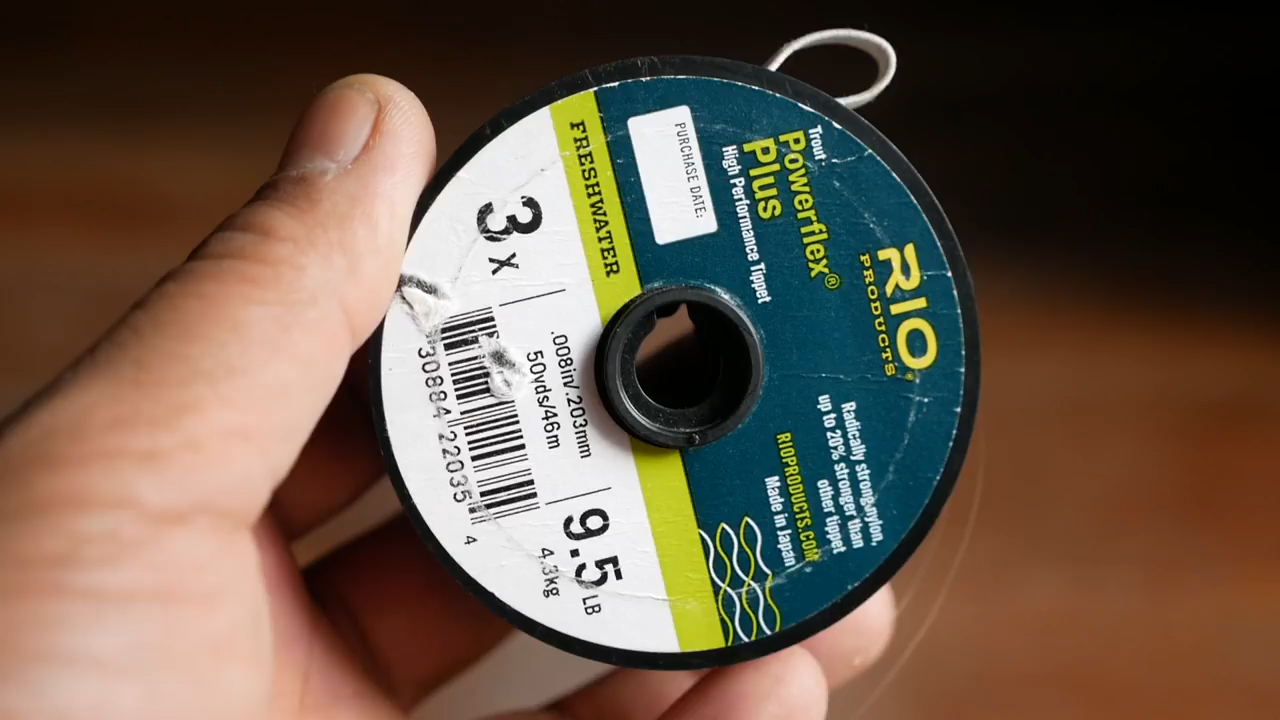 RIO
PRODUCTS
Trout
Powerflex®
Plus
High Performance Tippet
PURCHASE DATE:
Radically strong nylon,
up to 20% stronger than
other tippet
RIOPRODUCTS.COM
Made in Japan
FRESHWATER
3x
.008in/.203mm
50yds/46m
9.5 LB
4.3kg
30884 22035
4